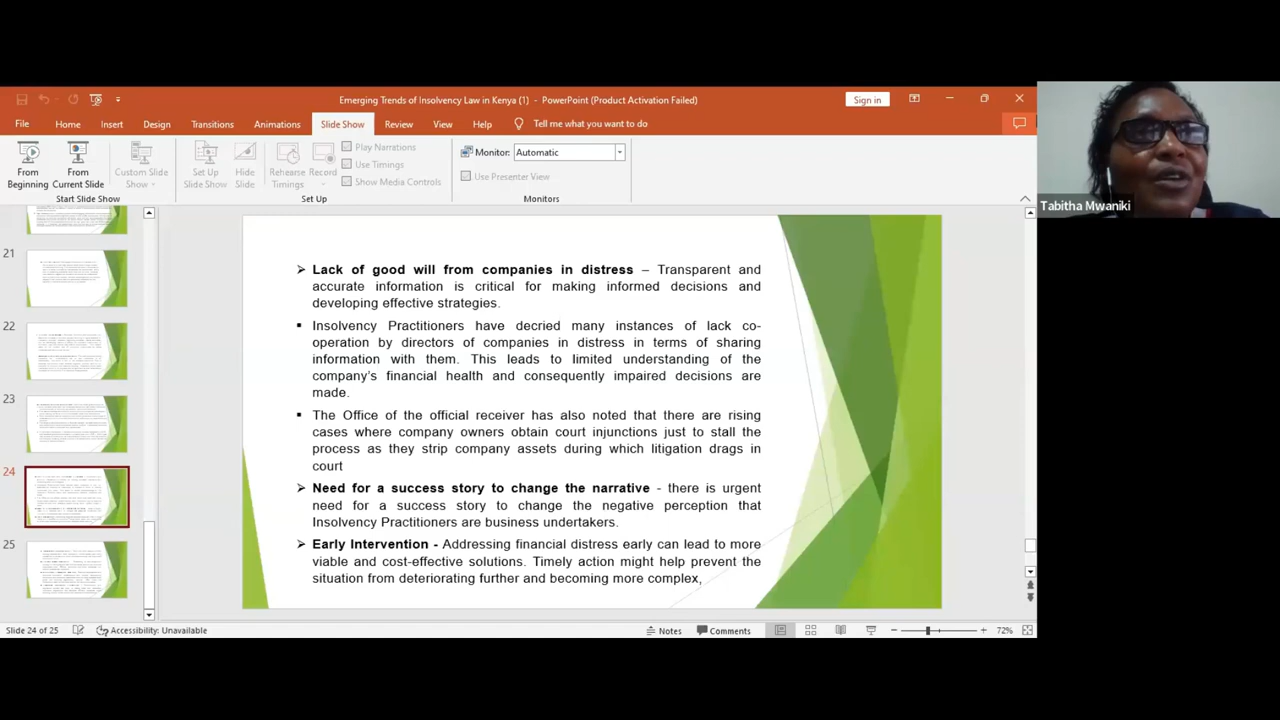 Emerging Trends of Insolvency Law in Kenya (1) - PowerPoint (Product Activation Failed)
Sign in
File Home Insert Design Transitions Animations Slide Show Review View Help Tell me what you want to do
Play Narrations
Use Timings
Show Media Controls
Monitor: Automatic
Use Presenter View
From Beginning
From Current Slide
Custom Slide Show
Set Up Slide Show
Hide Slide
Rehearse Timings
Record
Start Slide Show
Set Up
Monitors
Tabitha Mwaniki
21
22
23
24
25
➢ Lack of good will from companies in distress – Transparent and
accurate information is critical for making informed decisions and
developing effective strategies.
▪ Insolvency Practitioners have decried many instances of lack co-
operation by directors of companies in distress in terms of sharing
information with them. This leads to limited understanding of the
company's financial health and consequently impaired decisions are
made.
▪ The Office of the official receiver has also noted that there are
cases where company owners obtain court injunctions just to stall the
process as they strip company assets during which litigation drags in
court
➢ Need for a success story to change the narrative - there is urgent
need for a success story to change the negative perception that
Insolvency Practitioners are business undertakers.
➢ Early Intervention - Addressing financial distress early can lead to more
viable and cost-effective solutions. Timely action might help prevent the
situation from deteriorating further and becoming more complex,
Slide 24 of 25
Accessibility: Unavailable
Notes
Comments
72%